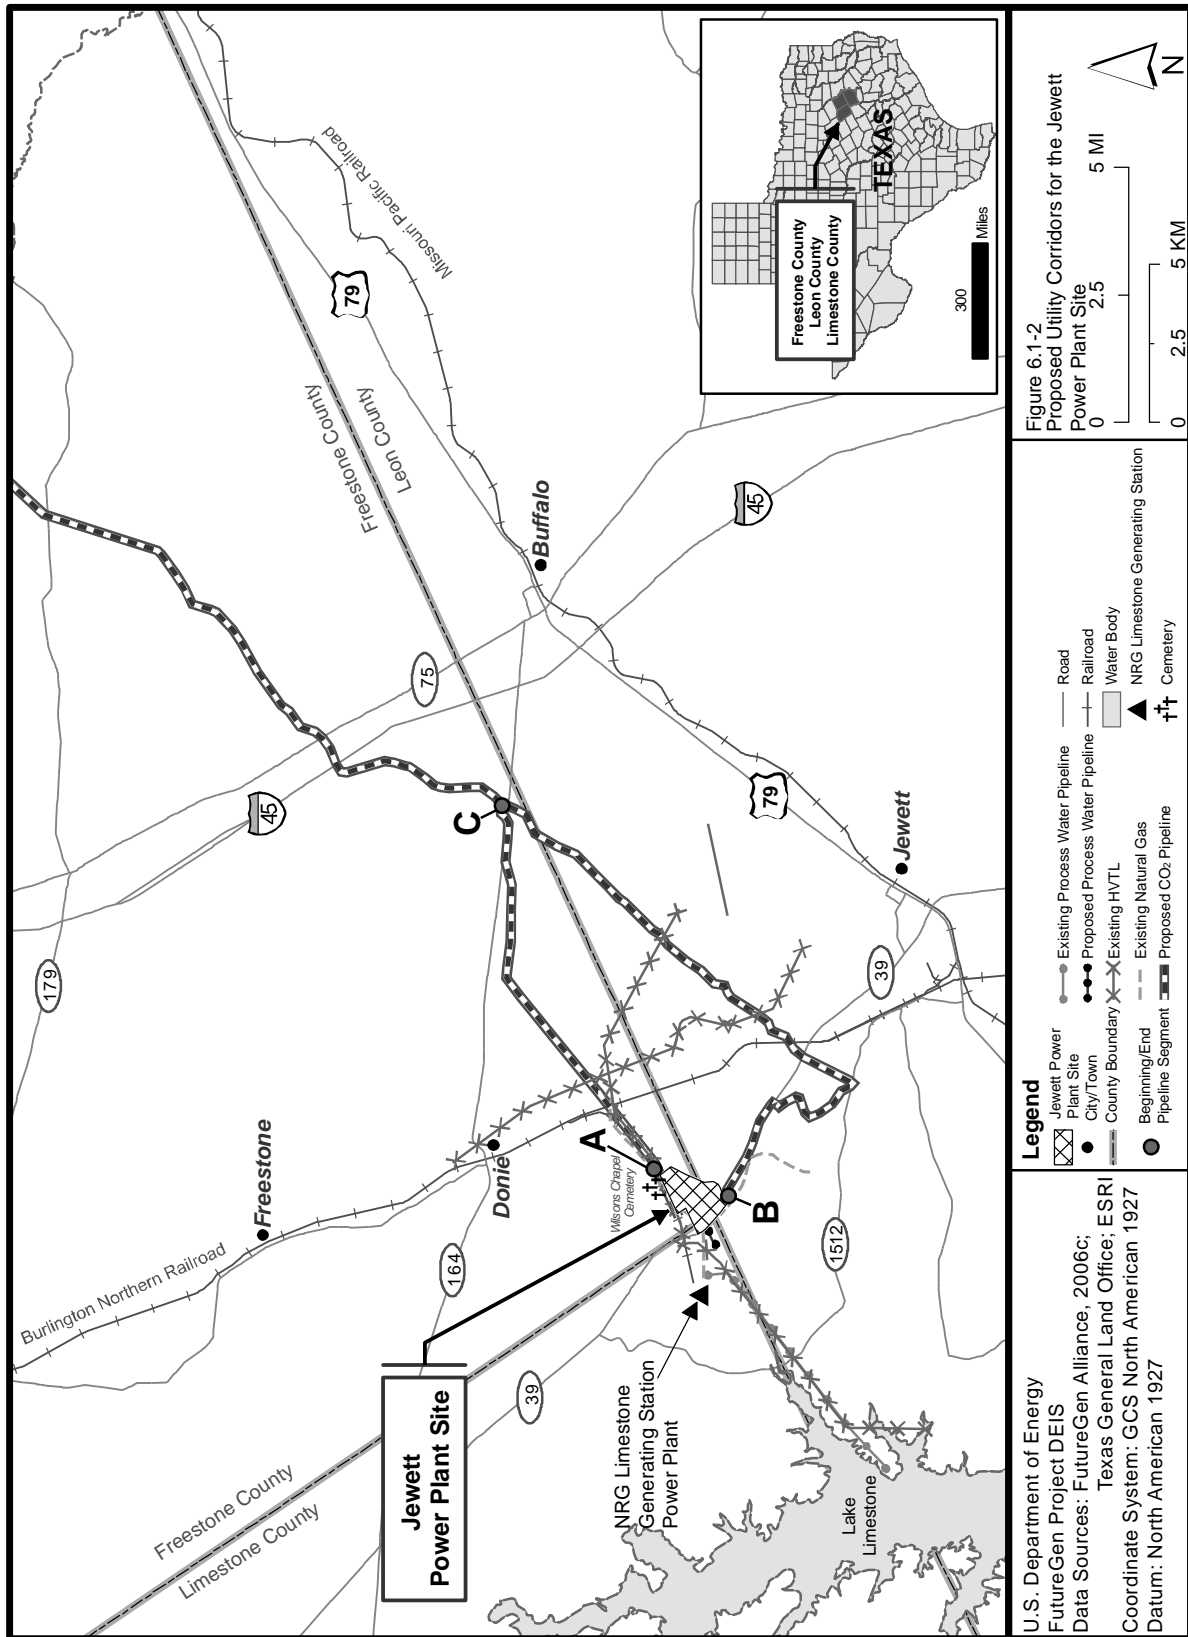 Freestone County
Limestone County
Burlington Northern Railroad
Freestone
179
45
C
75
Freestone County
Leon County
79
Missouri Pacific Railroad
Buffalo
45
Jewett
Power Plant Site
164
Donie
A
Wilsons Chapel
Cemetery
39
NRG Limestone
Generating Station
Power Plant
B
1512
39
79
Jewett
Lake
Limestone
Freestone County
Leon County
Limestone County
TEXAS
300
Miles
U.S. Department of Energy
FutureGen Project DEIS
Data Sources: FutureGen Alliance, 2006c;
Texas General Land Office; ESRI
Coordinate System: GCS North American 1927
Datum: North American 1927
Legend
Jewett Power
Plant Site
City/Town
County Boundary
Beginning/End
Pipeline Segment
Existing Process Water Pipeline
Proposed Process Water Pipeline
Existing HVTL
Existing Natural Gas
Proposed CO2 Pipeline
Road
Railroad
Water Body
NRG Limestone Generating Station
Cemetery
Figure 6.1-2
Proposed Utility Corridors for the Jewett
Power Plant Site
0 2.5 5 MI
0 2.5 5 KM
N